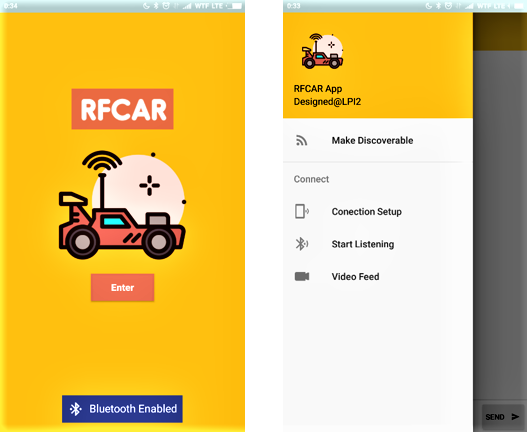 0:34
WTF LTE
RFCAR
Enter
Bluetooth Enabled
0:33
WTF LTE
RFCAR App
Designed@LPI2
Make Discoverable
Connect
Conection Setup
Start Listening
Video Feed
SEND